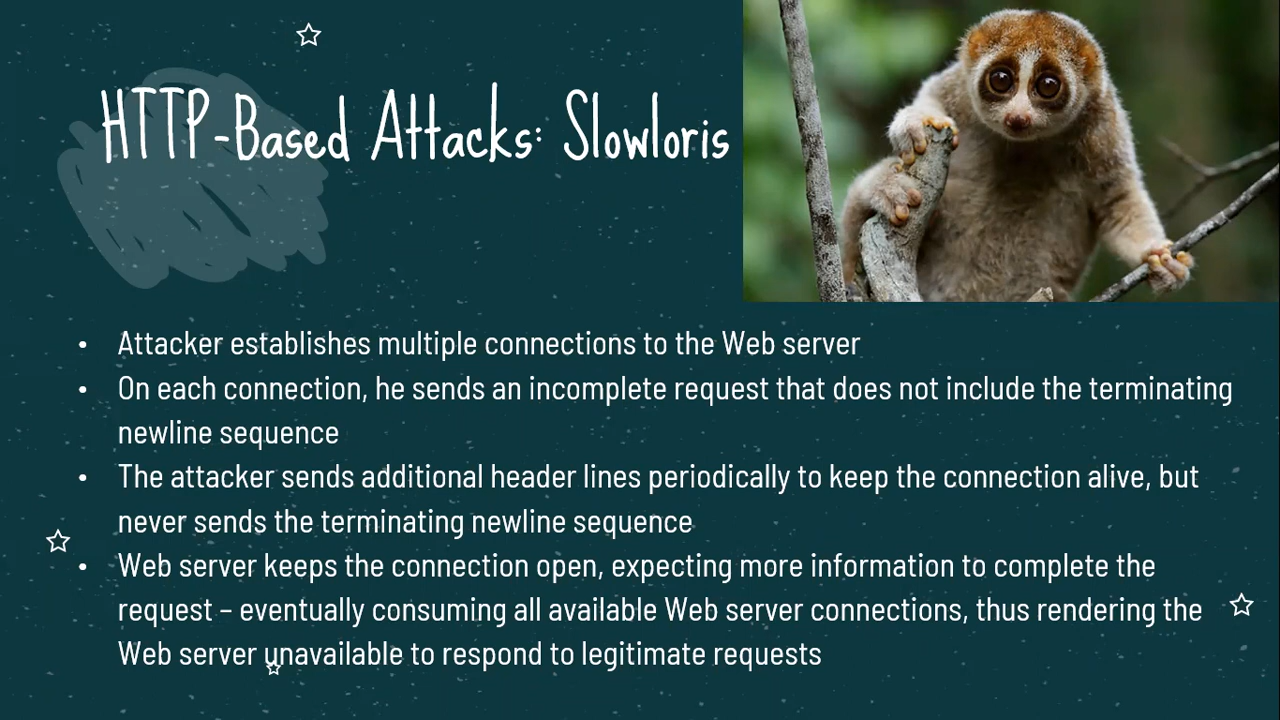 HTTP-Based Attacks: Slowloris
• Attacker establishes multiple connections to the Web server
• On each connection, he sends an incomplete request that does not include the terminating
newline sequence
• The attacker sends additional header lines periodically to keep the connection alive, but
never sends the terminating newline sequence
• Web server keeps the connection open, expecting more information to complete the
request – eventually consuming all available Web server connections, thus rendering the
Web server unavailable to respond to legitimate requests